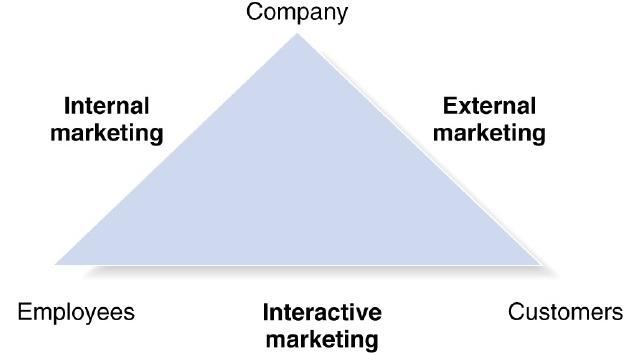 Company
Internal
marketing
External
marketing
Employees
Interactive
marketing
Customers